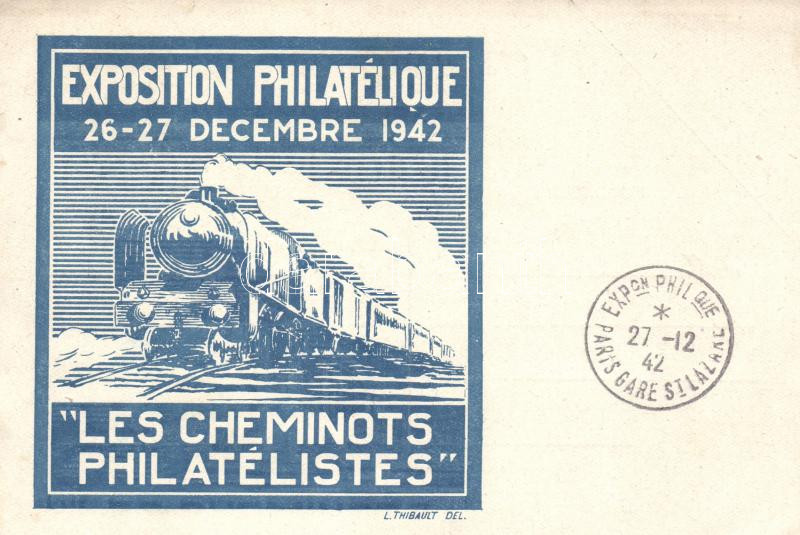 EXPOSITION PHILATÉLIQUE
26-27 DECEMBRE 1942
"LES CHEMINOTS
PHILATÉLISTES"
L.THIBAULT DEL.
EXPON PHILQUE
*
27 -12
42
PARIS GARE ST LAZARE